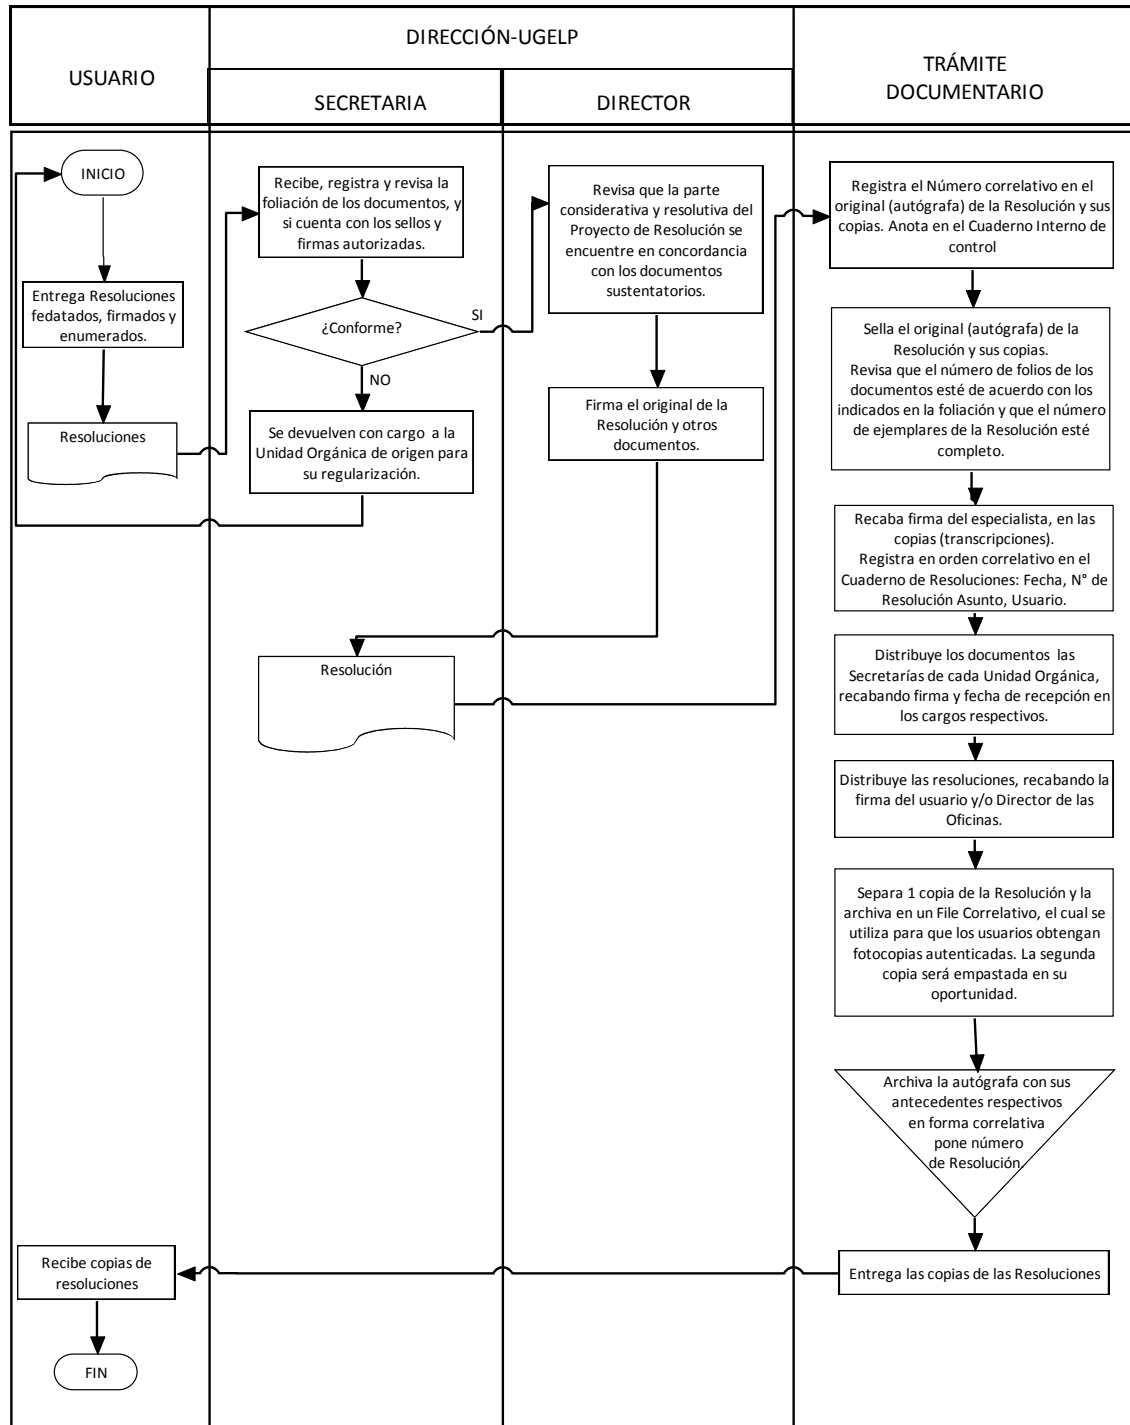 DIRECCIÓN-UGELP
USUARIO
SECRETARIA
DIRECTOR
TRÁMITE
DOCUMENTARIO
INICIO
Entrega Resoluciones
fedatados, firmados y
enumerados.
Resoluciones
Recibe, registra y revisa la
foliación de los documentos, y
si cuenta con los sellos y
firmas autorizadas.
¿Conforme?
SI
NO
Se devuelven con cargo a la
Unidad Orgánica de origen para
su regularización.
Revisa que la parte
considerativa y resolutiva del
Proyecto de Resolución se
encuentre en concordancia
con los documentos
sustentatorios.
Firma el original de la
Resolución y otros
documentos.
Resolución
Registra el Número correlativo en el
original (autógrafa) de la Resolución y sus
copias. Anota en el Cuaderno Interno de
control
Sella el original (autógrafa) de la
Resolución y sus copias.
Revisa que el número de folios de los
documentos esté de acuerdo con los
indicados en la foliación y que el número
de ejemplares de la Resolución esté
completo.
Recaba firma del especialista, en las
copias (transcripciones).
Registra en orden correlativo en el
Cuaderno de Resoluciones: Fecha, N° de
Resolución Asunto, Usuario.
Distribuye los documentos las
Secretarías de cada Unidad Orgánica,
recabando firma y fecha de recepción en
los cargos respectivos.
Distribuye las resoluciones, recabando la
firma del usuario y/o Director de las
Oficinas.
Separa 1 copia de la Resolución y la
archiva en un File Correlativo, el cual se
utiliza para que los usuarios obtengan
fotocopias autenticadas. La segunda
copia será empastada en su
oportunidad.
Archiva la autógrafa con sus
antecedentes respectivos
en forma correlativa
pone número
de Resolución.
Entrega las copias de las Resoluciones
Recibe copias de
resoluciones
FIN